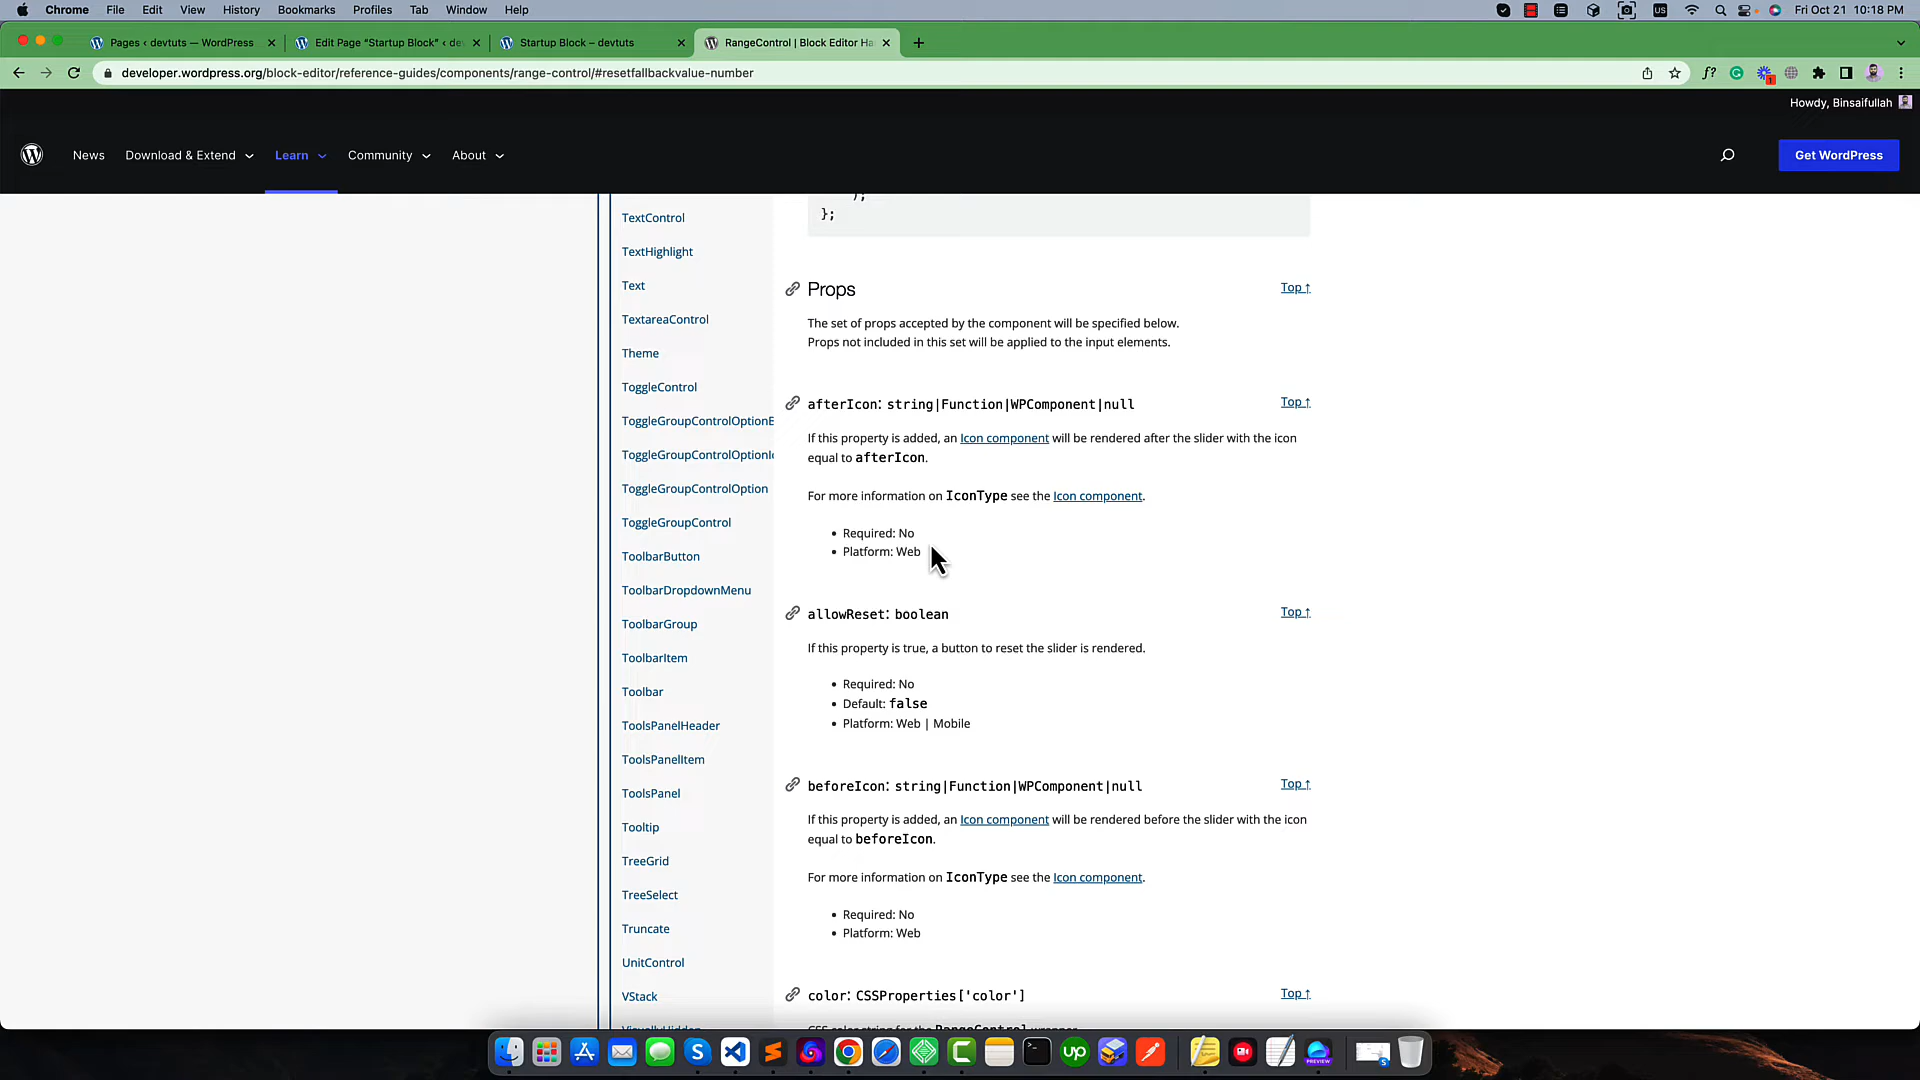 Chrome File Edit View History Bookmarks Profiles Tab Window Help
US Fri Oct 21 10:18 PM
Pages ‹ devtuts — WordPress
Edit Page “Startup Block” ‹ de
Startup Block – devtuts
RangeControl | Block Editor Ha
developer.wordpress.org/block-editor/reference-guides/components/range-control/#resetfallbackvalue-number
f?
1
Howdy, Binsaifullah
News
Download & Extend
Learn
Community
About
Get WordPress
TextControl
TextHighlight
Text
TextareaControl
Theme
ToggleControl
ToggleGroupControlOptionB
ToggleGroupControlOptionIc
ToggleGroupControlOption
ToggleGroupControl
ToolbarButton
ToolbarDropdownMenu
ToolbarGroup
ToolbarItem
Toolbar
ToolsPanelHeader
ToolsPanelItem
ToolsPanel
Tooltip
TreeGrid
TreeSelect
Truncate
UnitControl
VStack
);
};
Props
Top ↑
The set of props accepted by the component will be specified below.
Props not included in this set will be applied to the input elements.
afterIcon: string|Function|WPComponent|null
Top ↑
If this property is added, an Icon component will be rendered after the slider with the icon
equal to afterIcon.
For more information on IconType see the Icon component.
• Required: No
• Platform: Web
allowReset: boolean
Top ↑
If this property is true, a button to reset the slider is rendered.
• Required: No
• Default: false
• Platform: Web | Mobile
beforeIcon: string|Function|WPComponent|null
Top ↑
If this property is added, an Icon component will be rendered before the slider with the icon
equal to beforeIcon.
For more information on IconType see the Icon component.
• Required: No
• Platform: Web
color: CSSProperties['color']
Top ↑
up
PREVIEW